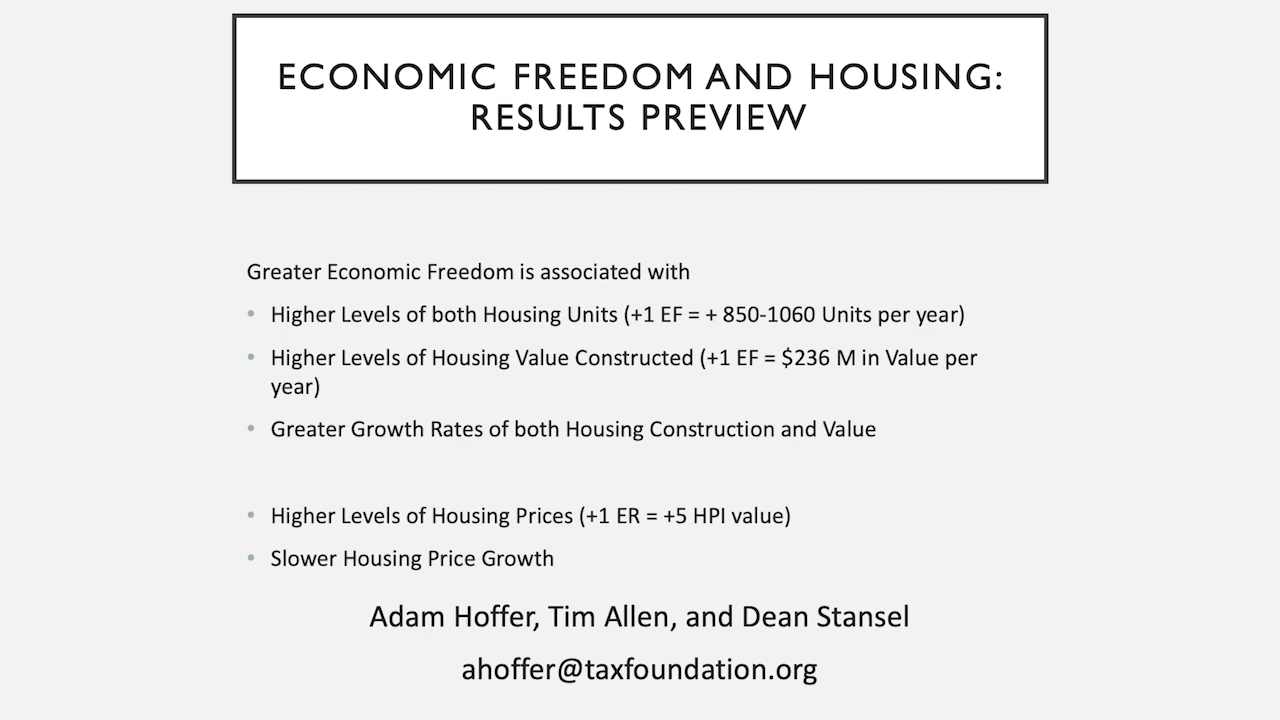 ECONOMIC FREEDOM AND HOUSING:
RESULTS PREVIEW
Greater Economic Freedom is associated with
• Higher Levels of both Housing Units (+1 EF = + 850-1060 Units per year)
• Higher Levels of Housing Value Constructed (+1 EF = $236 M in Value per
year)
• Greater Growth Rates of both Housing Construction and Value
• Higher Levels of Housing Prices (+1 ER = +5 HPI value)
• Slower Housing Price Growth
Adam Hoffer, Tim Allen, and Dean Stansel
ahoffer@taxfoundation.org